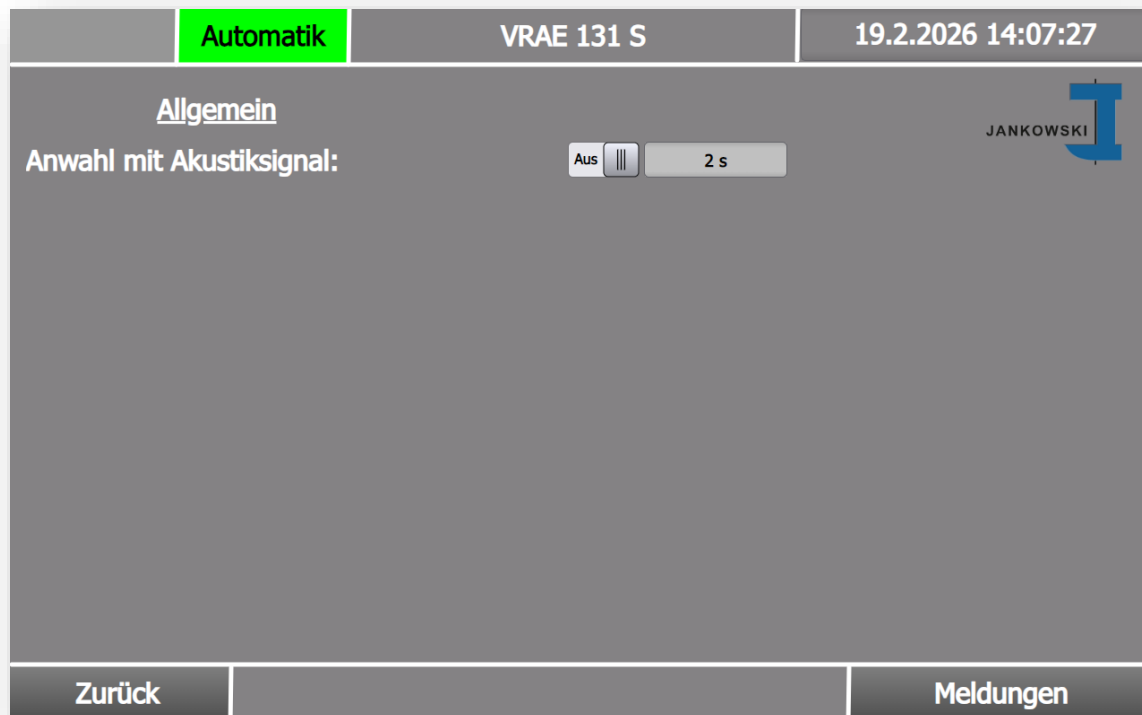 Automatik
VRAE 131 S
19.2.2026 14:07:27
Allgemein
JANKOWSKI
Anwahl mit Akustiksignal:
Aus
2 s
Zurück
Meldungen